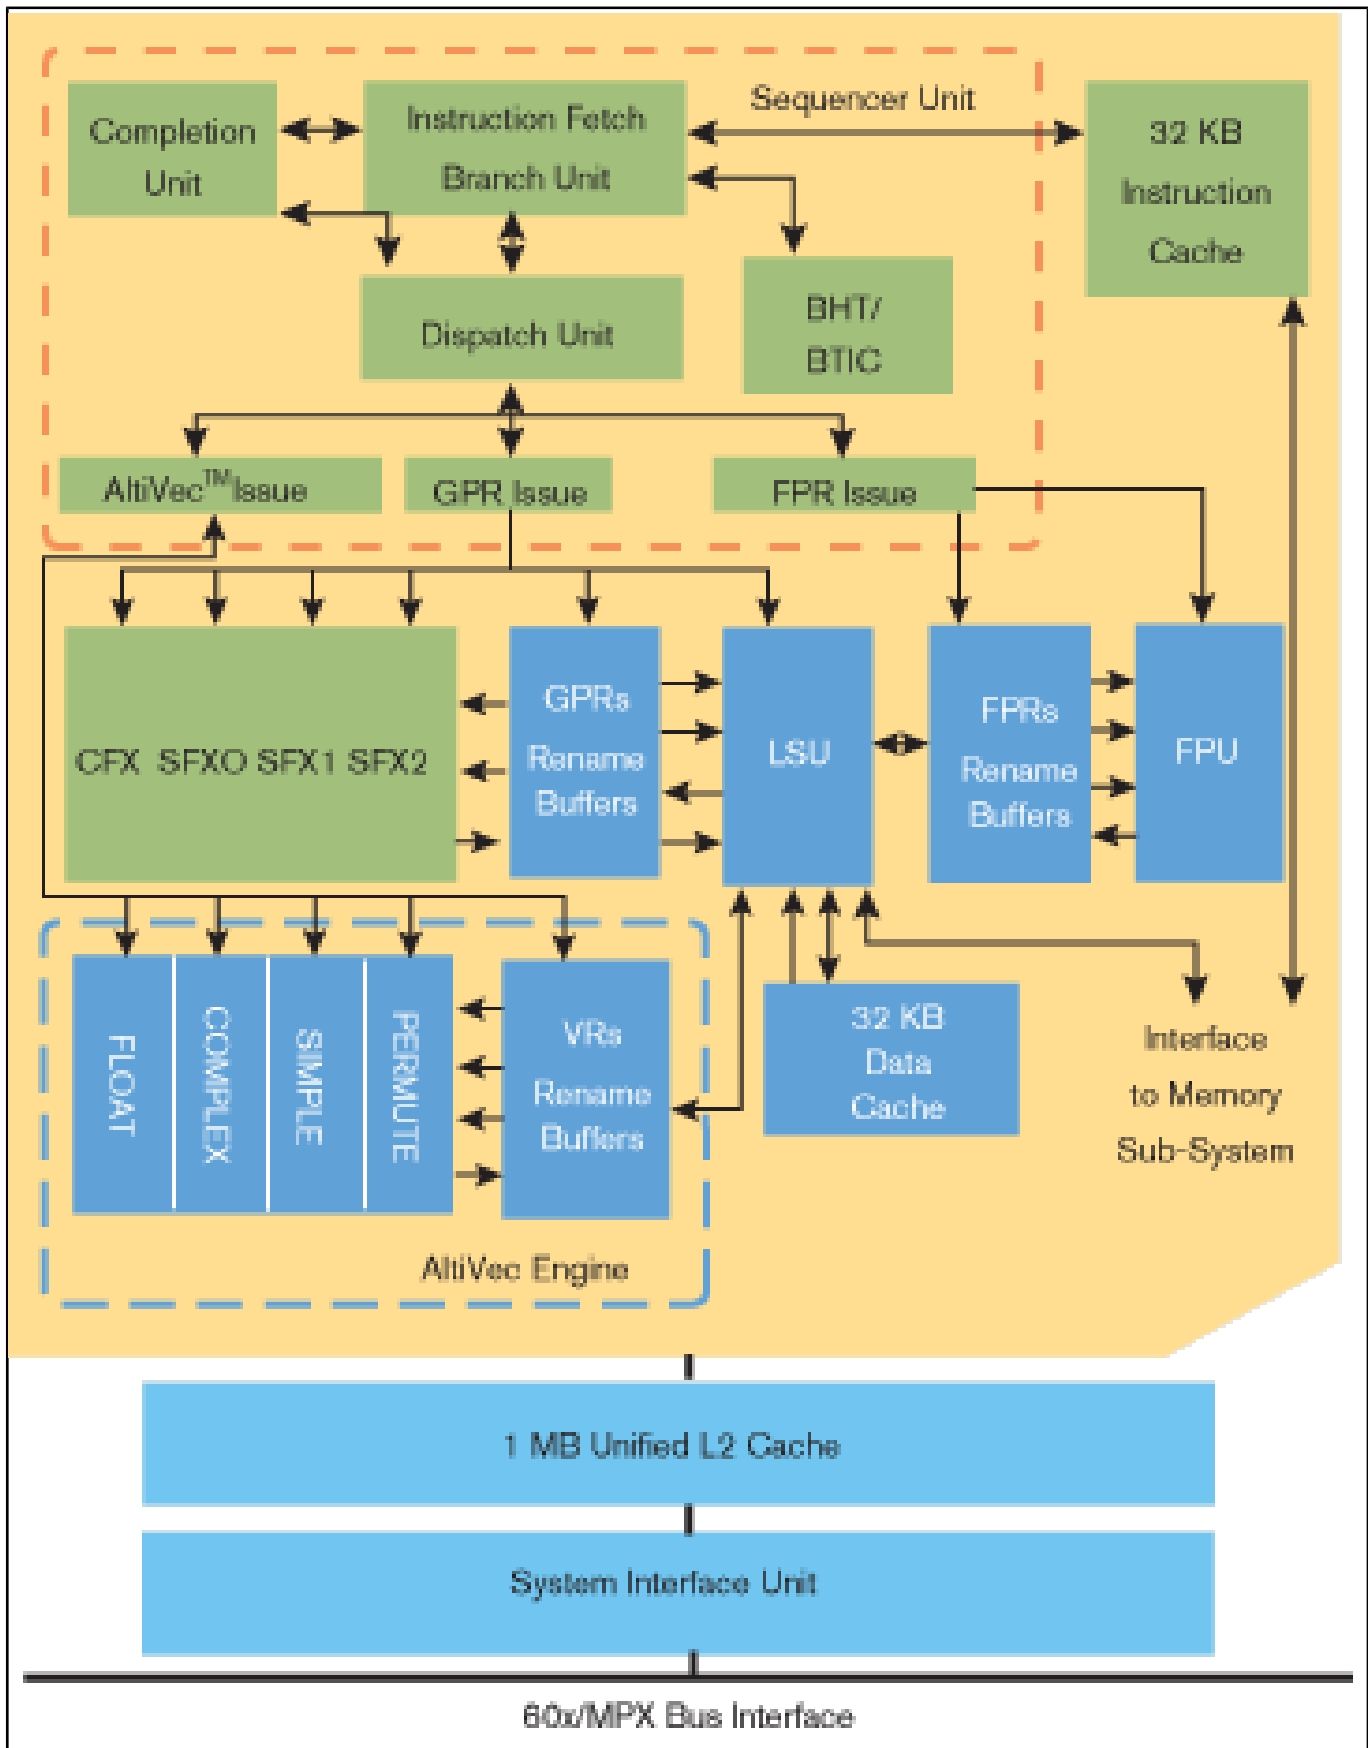 Sequencer Unit
Completion
Unit
Instruction Fetch
Branch Unit
32 KB
Instruction
Cache
Dispatch Unit
BHT/
BTIC
AltiVec™Issue
GPR Issue
FPR Issue
CFX SFXO SFX1 SFX2
GPRs
Rename
Buffers
LSU
FPRs
Rename
Buffers
FPU
FLOAT
COMPLEX
SIMPLE
PERMUTE
VRs
Rename
Buffers
32 KB
Data
Cache
Interface
to Memory
Sub-System
AltiVec Engine
1 MB Unified L2 Cache
System Interface Unit
60x/MPX Bus Interface